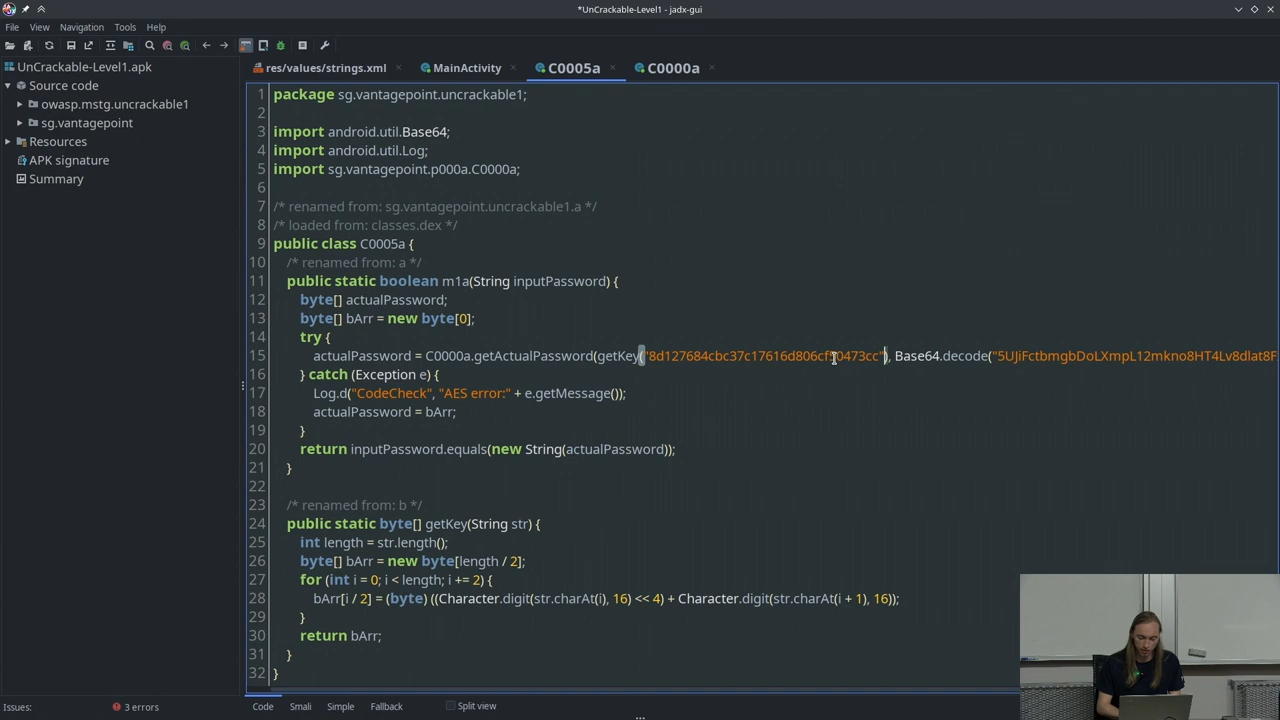 *UnCrackable-Level1 - jadx-gui
File View Navigation Tools Help
UnCrackable-Level1.apk
Source code
owasp.mstg.uncrackable1
sg.vantagepoint
Resources
APK signature
Summary
res/values/strings.xml MainActivity C0005a C0000a
1 package sg.vantagepoint.uncrackable1;
2
3 import android.util.Base64;
4 import android.util.Log;
5 import sg.vantagepoint.p000a.C0000a;
6
7 /* renamed from: sg.vantagepoint.uncrackable1.a */
8 /* loaded from: classes.dex */
9 public class C0005a {
10 /* renamed from: a */
11 public static boolean m1a(String inputPassword) {
12 byte[] actualPassword;
13 byte[] bArr = new byte[0];
14 try {
15 actualPassword = C0000a.getActualPassword(getKey("8d127684cbc37c17616d806cf50473cc"), Base64.decode("5UJiFctbmgbDoLXmpL12mkno8HT4Lv8dlat8F
16 } catch (Exception e) {
17 Log.d("CodeCheck", "AES error:" + e.getMessage());
18 actualPassword = bArr;
19 }
20 return inputPassword.equals(new String(actualPassword));
21 }
22
23 /* renamed from: b */
24 public static byte[] getKey(String str) {
25 int length = str.length();
26 byte[] bArr = new byte[length / 2];
27 for (int i = 0; i < length; i += 2) {
28 bArr[i / 2] = (byte) ((Character.digit(str.charAt(i), 16) << 4) + Character.digit(str.charAt(i + 1), 16));
29 }
30 return bArr;
31 }
32 }
Issues: 3 errors Code Smali Simple Fallback Split view